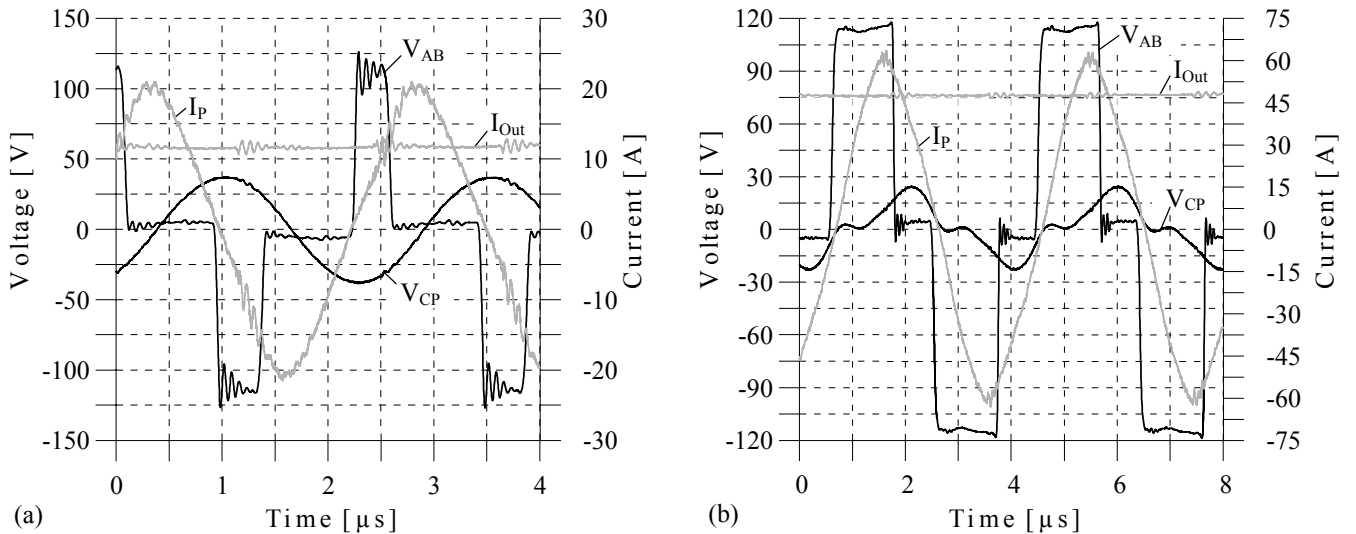 150
100
50
0
-50
-100
-150
Voltage [V]
30
20
10
0
-10
-20
-30
Current [A]
V_AB
I_P
I_Out
V_CP
0 1 2 3 4
Time [µs]
(a)
120
90
60
30
0
-30
-60
-90
-120
Voltage [V]
75
60
45
30
15
0
-15
-30
-45
-60
-75
Current [A]
V_AB
I_Out
I_P
V_CP
0 2 4 6 8
Time [µs]
(b)